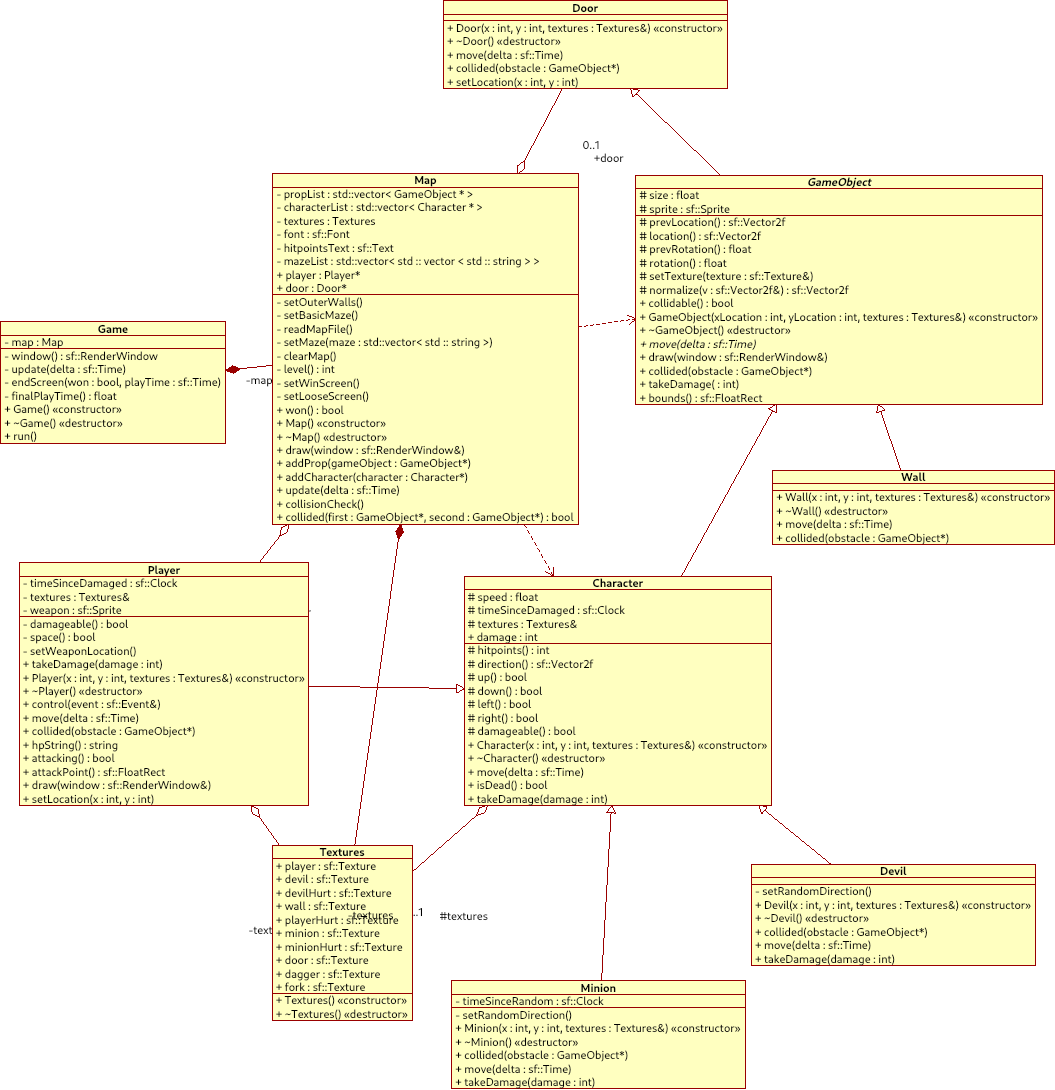 Door
+ Door(x : int, y : int, textures : Textures&) «constructor»
+ ~Door() «destructor»
+ move(delta : sf::Time)
+ collided(obstacle : GameObject*)
+ setLocation(x : int, y : int)
0..1
+door
Map
- propList : std::vector< GameObject * >
- characterList : std::vector< Character * >
- textures : Textures
- font : sf::Font
- hitpointsText : sf::Text
- mazeList : std::vector< std :: vector < std :: string > >
+ player : Player*
+ door : Door*
- setOuterWalls()
- setBasicMaze()
- readMapFile()
- setMaze(maze : std::vector< std :: string >)
- clearMap()
- level() : int
- setWinScreen()
- setLooseScreen()
+ won() : bool
+ Map() «constructor»
+ ~Map() «destructor»
+ draw(window : sf::RenderWindow&)
+ addProp(gameObject : GameObject*)
+ addCharacter(character : Character*)
+ update(delta : sf::Time)
+ collisionCheck()
+ collided(first : GameObject*, second : GameObject*) : bool
GameObject
# size : float
# sprite : sf::Sprite
# prevLocation() : sf::Vector2f
# location() : sf::Vector2f
# prevRotation() : float
# rotation() : float
# setTexture(texture : sf::Texture&)
# normalize(v : sf::Vector2f&) : sf::Vector2f
+ collidable() : bool
+ GameObject(xLocation : int, yLocation : int, textures : Textures&) «constructor»
+ ~GameObject() «destructor»
+ move(delta : sf::Time)
+ draw(window : sf::RenderWindow&)
+ collided(obstacle : GameObject*)
+ takeDamage( : int)
+ bounds() : sf::FloatRect
Game
- map : Map
- window() : sf::RenderWindow
- update(delta : sf::Time)
- endScreen(won : bool, playTime : sf::Time)
- finalPlayTime() : float
+ Game() «constructor»
+ ~Game() «destructor»
+ run()
-map
Wall
+ Wall(x : int, y : int, textures : Textures&) «constructor»
+ ~Wall() «destructor»
+ move(delta : sf::Time)
+ collided(obstacle : GameObject*)
Player
- timeSinceDamaged : sf::Clock
- textures : Textures&
- weapon : sf::Sprite
- damageable() : bool
- space() : bool
- setWeaponLocation()
+ takeDamage(damage : int)
+ Player(x : int, y : int, textures : Textures&) «constructor»
+ ~Player() «destructor»
+ control(event : sf::Event&)
+ move(delta : sf::Time)
+ collided(obstacle : GameObject*)
+ hpString() : string
+ attacking() : bool
+ attackPoint() : sf::FloatRect
+ draw(window : sf::RenderWindow&)
+ setLocation(x : int, y : int)
Character
# speed : float
# timeSinceDamaged : sf::Clock
# textures : Textures&
+ damage : int
# hitpoints() : int
# direction() : sf::Vector2f
# up() : bool
# down() : bool
# left() : bool
# right() : bool
# damageable() : bool
+ Character(x : int, y : int, textures : Textures&) «constructor»
+ ~Character() «destructor»
+ move(delta : sf::Time)
+ isDead() : bool
+ takeDamage(damage : int)
Textures
+ player : sf::Texture
+ devil : sf::Texture
+ devilHurt : sf::Texture
+ wall : sf::Texture
+ playerHurt : sf::Texture
+ minion : sf::Texture
+ minionHurt : sf::Texture
+ door : sf::Texture
+ dagger : sf::Texture
+ fork : sf::Texture
+ Textures() «constructor»
+ ~Textures() «destructor»
-textures
..1
#textures
-text
Devil
- setRandomDirection()
+ Devil(x : int, y : int, textures : Textures&) «constructor»
+ ~Devil() «destructor»
+ collided(obstacle : GameObject*)
+ move(delta : sf::Time)
+ takeDamage(damage : int)
Minion
- timeSinceRandom : sf::Clock
- setRandomDirection()
+ Minion(x : int, y : int, textures : Textures&) «constructor»
+ ~Minion() «destructor»
+ collided(obstacle : GameObject*)
+ move(delta : sf::Time)
+ takeDamage(damage : int)